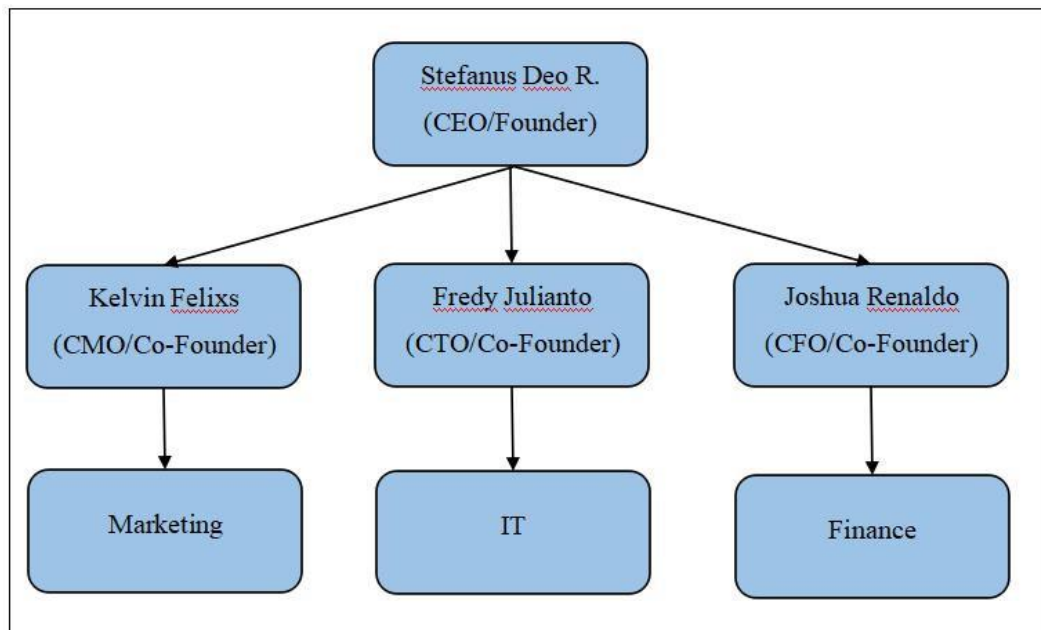 Stefanus Deo R.
(CEO/Founder)
Kelvin Felixs
(CMO/Co-Founder)
Fredy Julianto
(CTO/Co-Founder)
Joshua Renaldo
(CFO/Co-Founder)
Marketing
IT
Finance